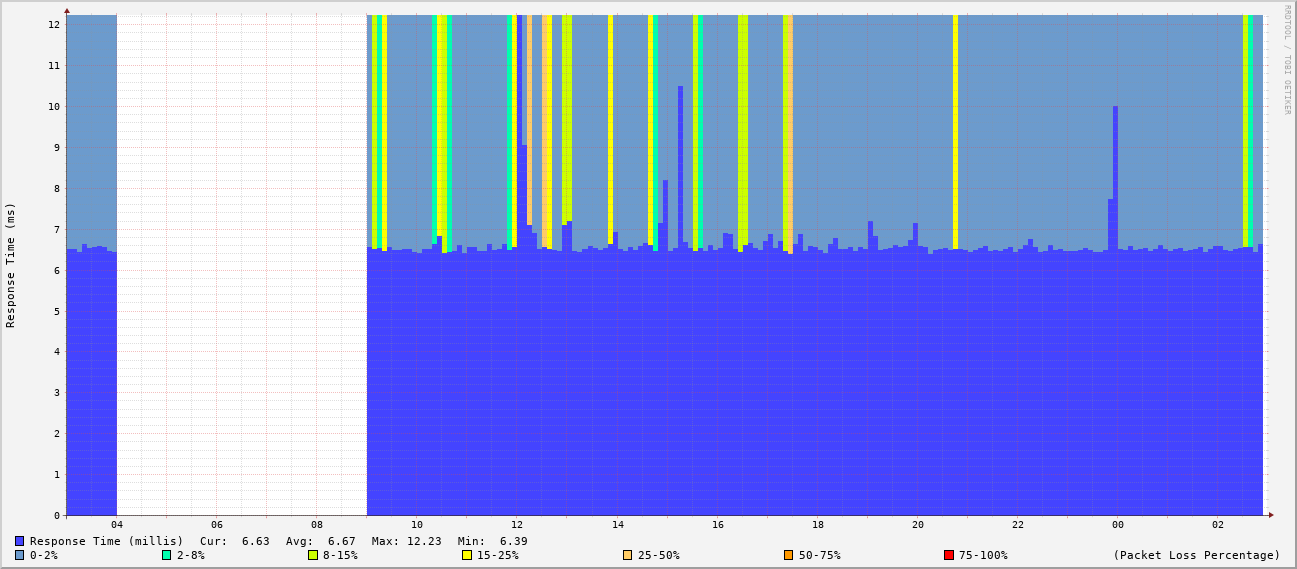 RRDTOOL / TOBI OETIKER
Response Time (ms)
12
11
10
9
8
7
6
5
4
3
2
1
0
04 06 08 10 12 14 16 18 20 22 00 02
Response Time (millis) Cur: 6.63 Avg: 6.67 Max: 12.23 Min: 6.39
0-2% 2-8% 8-15% 15-25% 25-50% 50-75% 75-100% (Packet Loss Percentage)